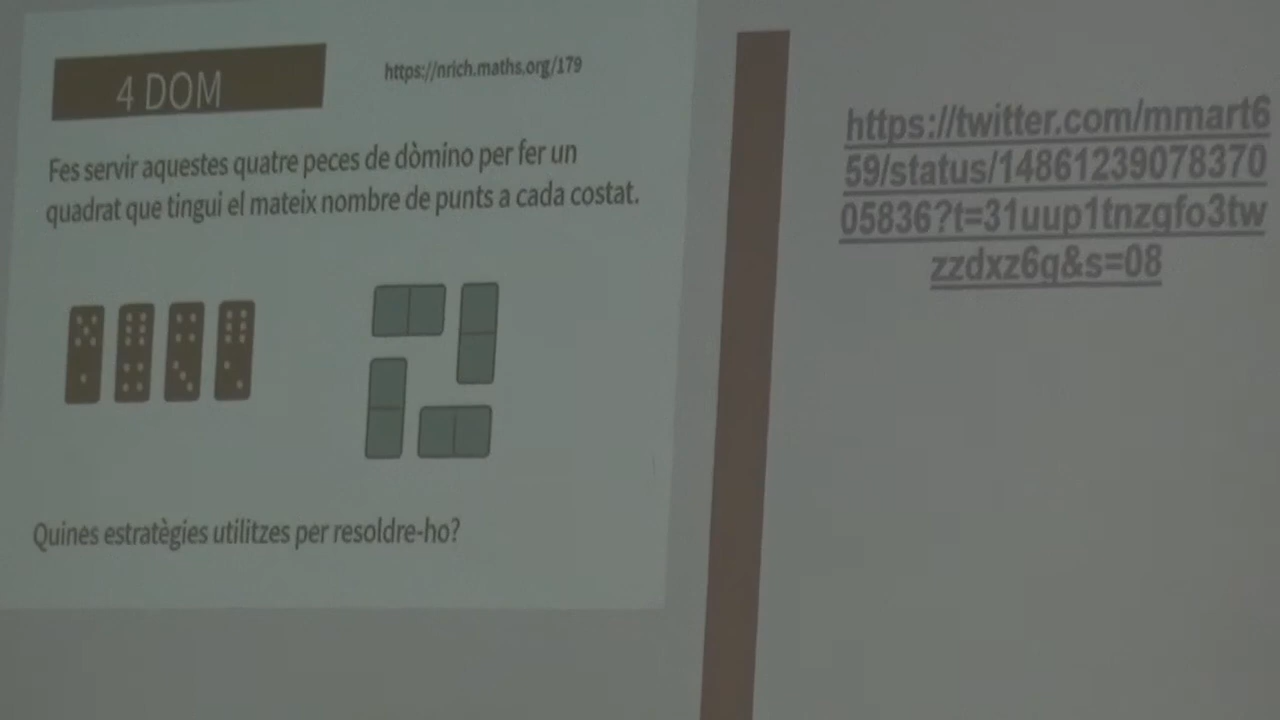 4 DOM
https://nrich.maths.org/179
Fes servir aquestes quatre peces de dòmino per fer un
quadrat que tingui el mateix nombre de punts a cada costat.
Quines estratègies utilitzes per resoldre-ho?
https://twitter.com/mmart6
59/status/14861239078370
05836?t=31uup1tnzgfo3tw
zzdxz6g&s=08